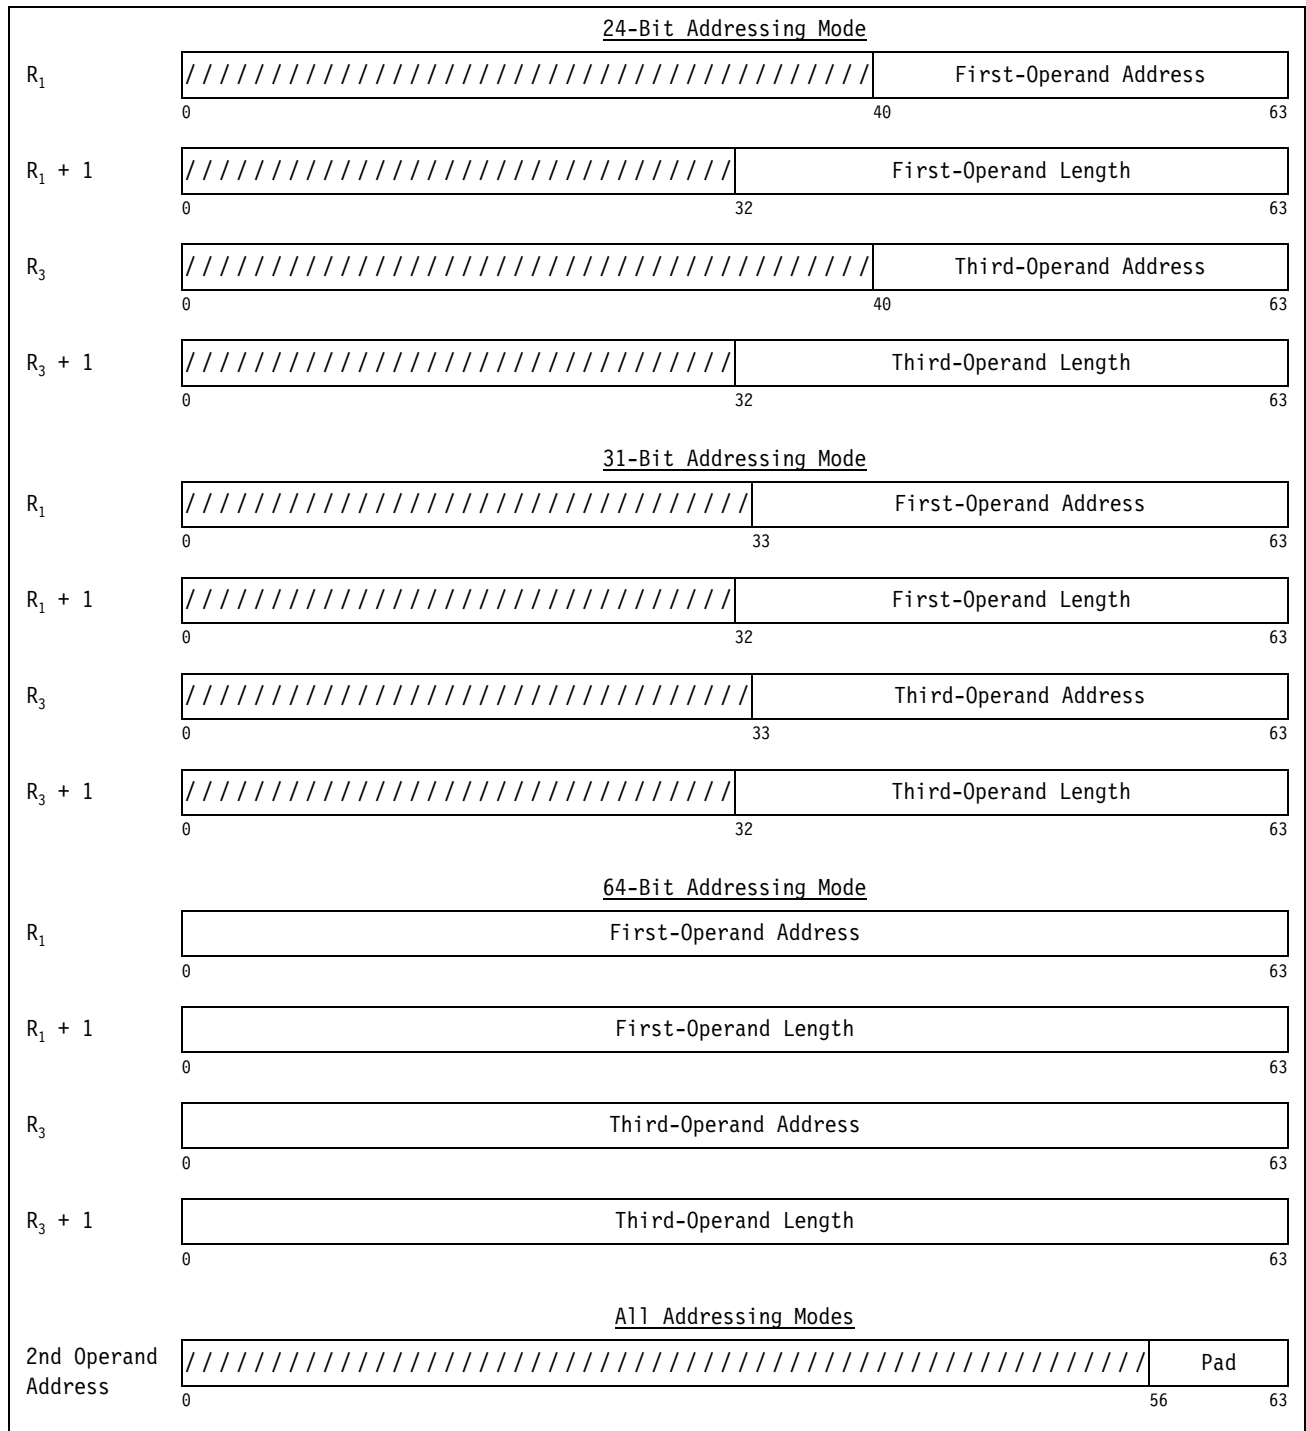 24-Bit Addressing Mode
R₁ //////////////////////////////////////// First-Operand Address
0 40 63
R₁ + 1 //////////////////////////////// First-Operand Length
0 32 63
R₃ //////////////////////////////////////// Third-Operand Address
0 40 63
R₃ + 1 //////////////////////////////// Third-Operand Length
0 32 63
31-Bit Addressing Mode
R₁ ///////////////////////////////// First-Operand Address
0 33 63
R₁ + 1 //////////////////////////////// First-Operand Length
0 32 63
R₃ ///////////////////////////////// Third-Operand Address
0 33 63
R₃ + 1 //////////////////////////////// Third-Operand Length
0 32 63
64-Bit Addressing Mode
R₁ First-Operand Address
0 63
R₁ + 1 First-Operand Length
0 63
R₃ Third-Operand Address
0 63
R₃ + 1 Third-Operand Length
0 63
All Addressing Modes
2nd Operand Address //////////////////////////////////////////////////////// Pad
0 56 63